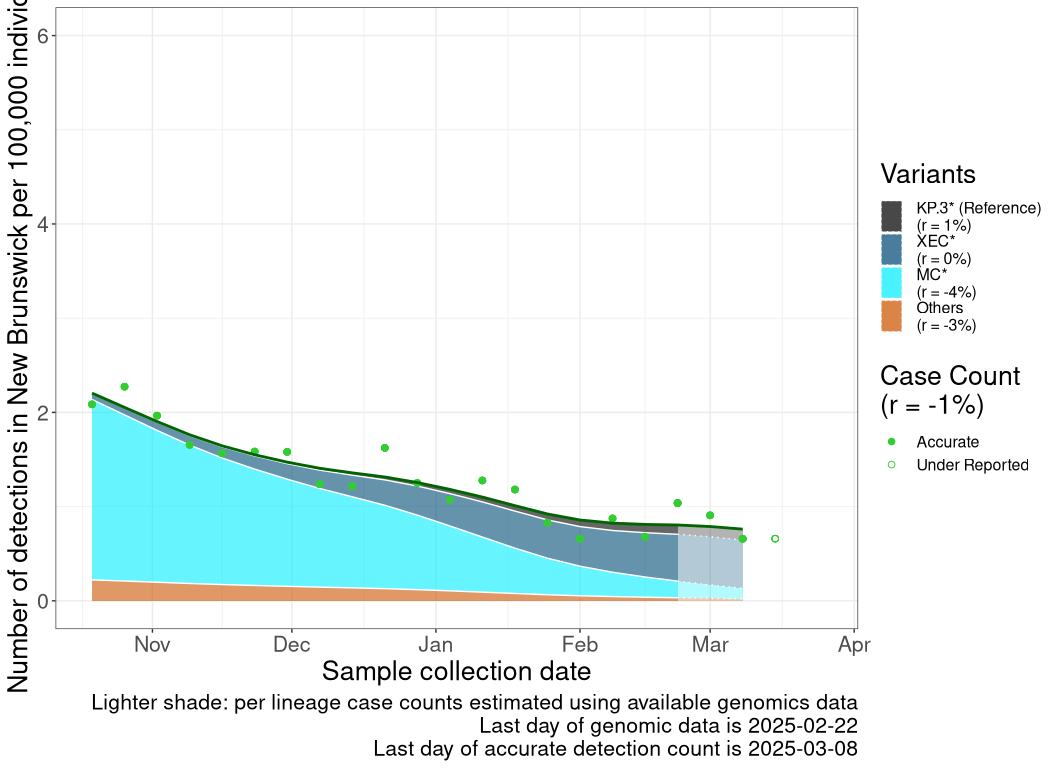 Number of detections in New Brunswick per 100,000
6
4
2
0
Nov Dec Jan Feb Mar Apr
Sample collection date
Lighter shade: per lineage case counts estimated using available genomics data
Last day of genomic data is 2025-02-22
Last day of accurate detection count is 2025-03-08
Variants
KP.3* (Reference)
(r = 1%)
XEC*
(r = 0%)
MC*
(r = -4%)
Others
(r = -3%)
Case Count
(r = -1%)
Accurate
Under Reported